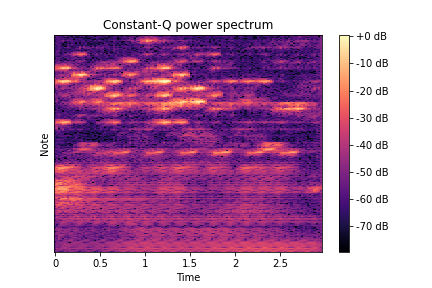 Constant-Q power spectrum
Note
+0 dB
-10 dB
-20 dB
-30 dB
-40 dB
-50 dB
-60 dB
-70 dB
0
0.5
1
1.5
2
2.5
Time